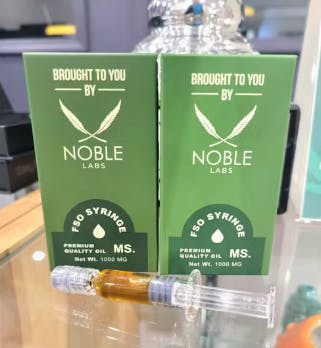 BROUGHT TO YOU
BY
NOBLE
LABS
FSO SYRINGE
PREMIUM
QUALITY OIL
MS.
Net Wt. 1000 MG
BROUGHT TO YOU
BY
NOBLE
LABS
FSO SYRINGE
PREMIUM
QUALITY OIL
MS.
Net Wt. 1000 MG